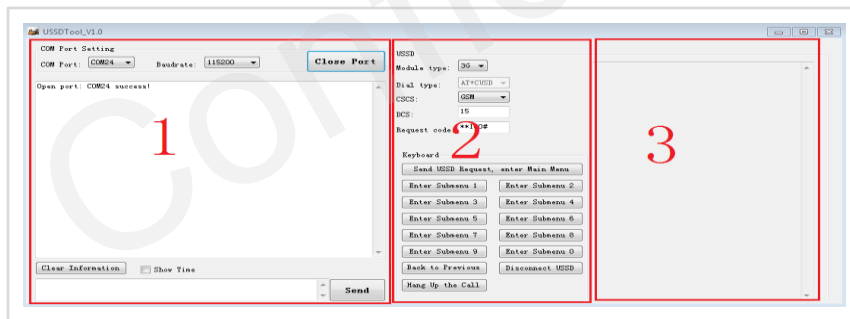 USSDTool_V1.0
COM Port Setting
COM Port: COM24 Baudrate: 115200 Close Port
Open port: COM24 success!
1
Clear Information Show Time
Send
USSD
Module type: 3G
Dial type: AT+CUSD
CSCS: GSM
DCS: 15
Request code:
2
Keyboard
Send USSD Request, enter Main Menu
Enter Submenu 1 Enter Submenu 2
Enter Submenu 3 Enter Submenu 4
Enter Submenu 5 Enter Submenu 6
Enter Submenu 7 Enter Submenu 8
Enter Submenu 9 Enter Submenu 0
Back to Previous Disconnect USSD
Hang Up the Call
3